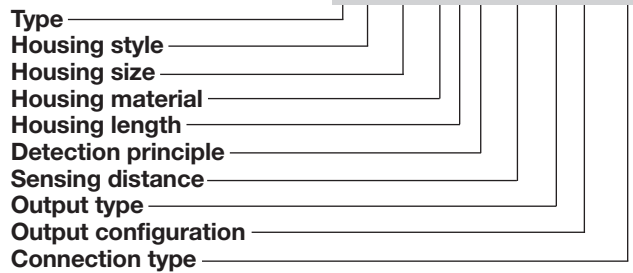 Type
Housing style
Housing size
Housing material
Housing length
Detection principle
Sensing distance
Output type
Output configuration
Connection type